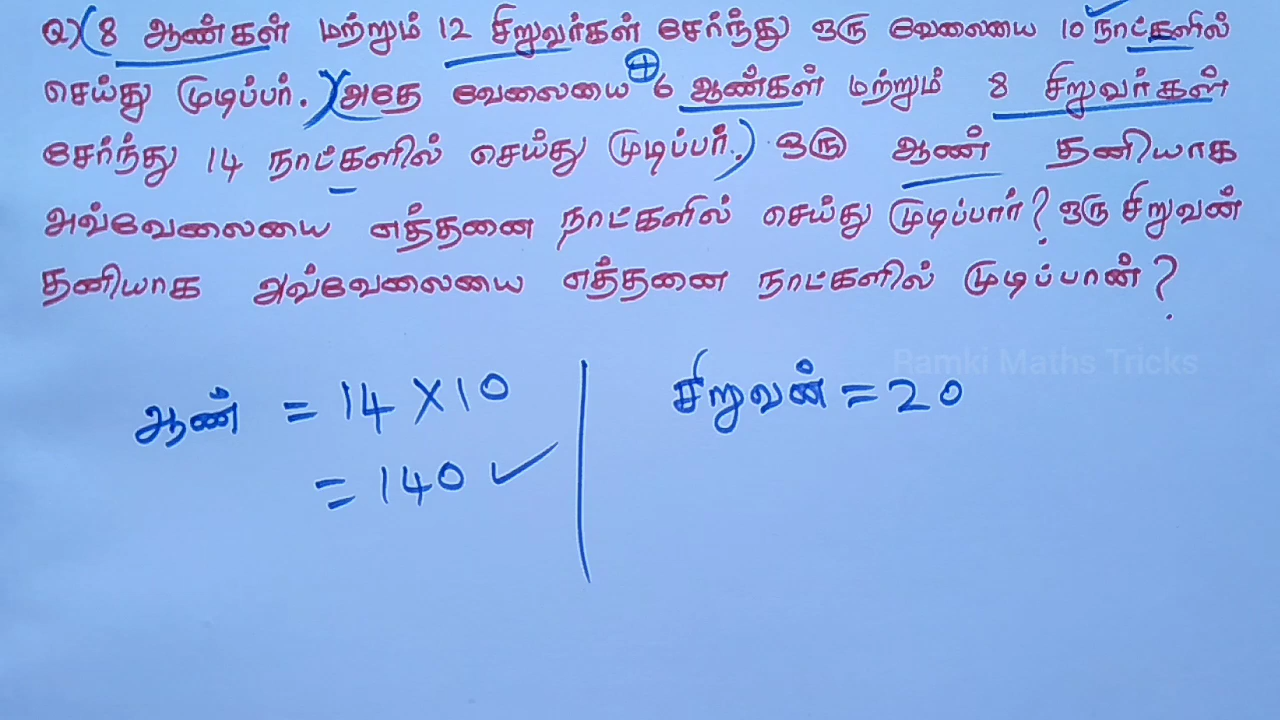 Q) 8 ஆண்கள் மற்றும் 12 சிறுவர்கள் சேர்ந்து ஒரு வேலையை 10 நாட்களில்
செய்து முடிப்பர். அதே வேலையை 6 ஆண்கள் மற்றும் 8 சிறுவர்கள்
சேர்ந்து 14 நாட்களில் செய்து முடிப்பர். ஒரு ஆண் தனியாக
அவ்வேலையை எத்தனை நாட்களில் செய்து முடிப்பார்? ஒரு சிறுவன்
தனியாக அவ்வேலையை எத்தனை நாட்களில் முடிப்பான்?
Ramki Maths Tricks
ஆண் = 14 X 10
= 140 ✓
சிறுவன் = 20